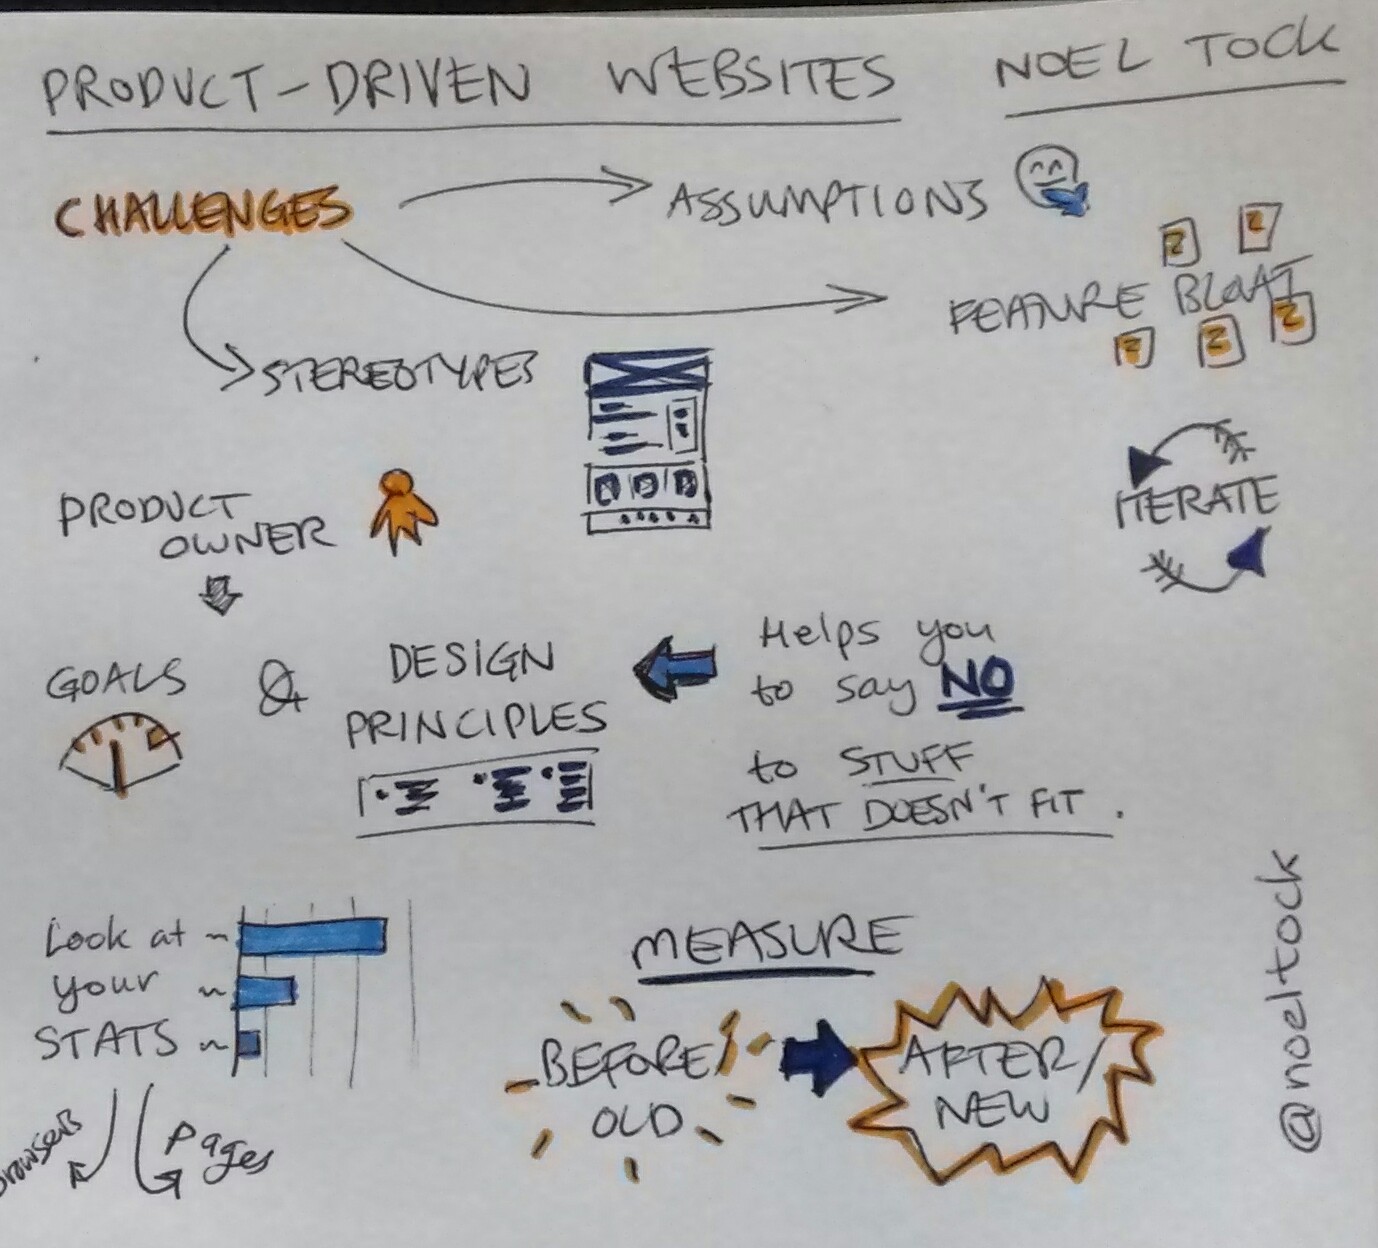 PRODUCT-DRIVEN WEBSITES
NOEL TOCK
CHALLENGES
ASSUMPTIONS
FEATURE BLOAT
STEREOTYPES
ITERATE
PRODUCT
OWNER
GOALS & DESIGN
PRINCIPLES
Helps you
to say NO
to STUFF
THAT DOESN'T FIT.
Look at
your
STATS
Browsers
Pages
MEASURE
BEFORE/
OLD
AFTER/
NEW
@noeltock